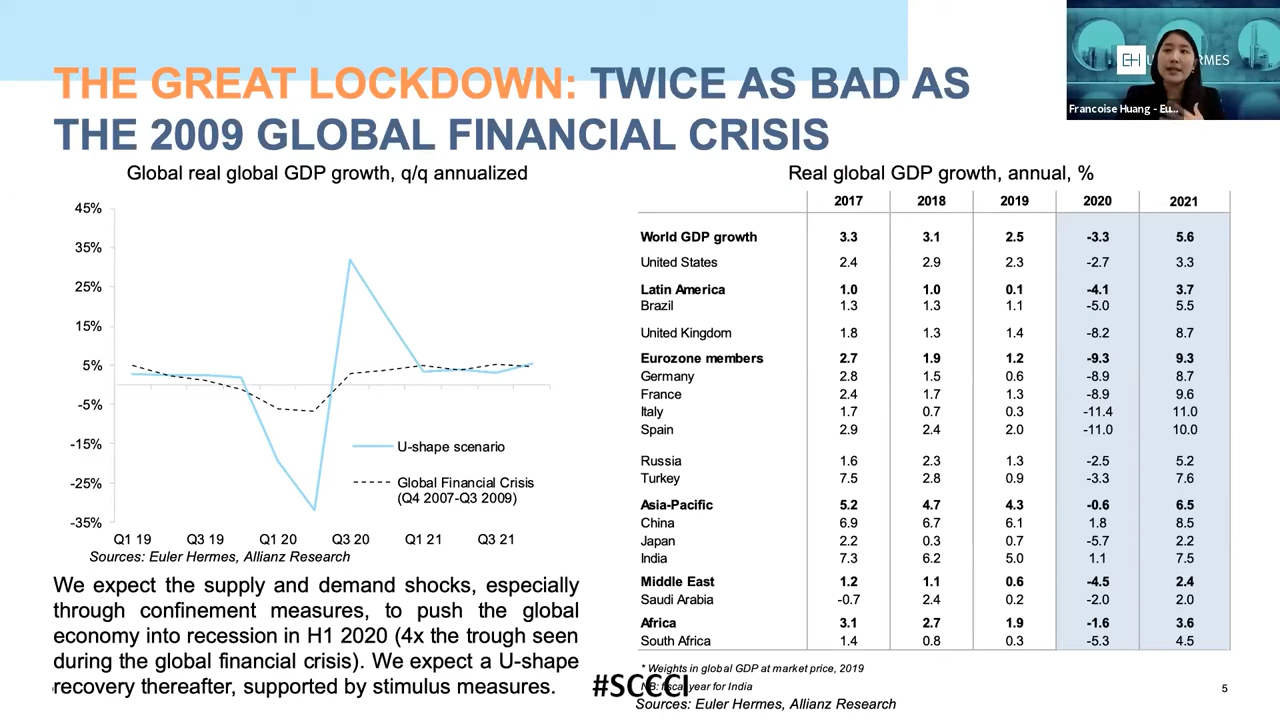 THE GREAT LOCKDOWN: TWICE AS BAD AS
THE 2009 GLOBAL FINANCIAL CRISIS
EH
RMES
Francoise Huang - Eu...
Global real global GDP growth, q/q annualized
45%
35%
25%
15%
5%
-5%
-15%
-25%
-35%
U-shape scenario
Global Financial Crisis
(Q4 2007-Q3 2009)
Q1 19 Q3 19 Q1 20 Q3 20 Q1 21 Q3 21
Sources: Euler Hermes, Allianz Research
We expect the supply and demand shocks, especially
through confinement measures, to push the global
economy into recession in H1 2020 (4x the trough seen
during the global financial crisis). We expect a U-shape
recovery thereafter, supported by stimulus measures.
Real global GDP growth, annual, %
2017 2018 2019 2020 2021
World GDP growth 3.3 3.1 2.5 -3.3 5.6
United States 2.4 2.9 2.3 -2.7 3.3
Latin America 1.0 1.0 0.1 -4.1 3.7
Brazil 1.3 1.3 1.1 -5.0 5.5
United Kingdom 1.8 1.3 1.4 -8.2 8.7
Eurozone members 2.7 1.9 1.2 -9.3 9.3
Germany 2.8 1.5 0.6 -8.9 8.7
France 2.4 1.7 1.3 -8.9 9.6
Italy 1.7 0.7 0.3 -11.4 11.0
Spain 2.9 2.4 2.0 -11.0 10.0
Russia 1.6 2.3 1.3 -2.5 5.2
Turkey 7.5 2.8 0.9 -3.3 7.6
Asia-Pacific 5.2 4.7 4.3 -0.6 6.5
China 6.9 6.7 6.1 1.8 8.5
Japan 2.2 0.3 0.7 -5.7 2.2
India 7.3 6.2 5.0 1.1 7.5
Middle East 1.2 1.1 0.6 -4.5 2.4
Saudi Arabia -0.7 2.4 0.2 -2.0 2.0
Africa 3.1 2.7 1.9 -1.6 3.6
South Africa 1.4 0.8 0.3 -5.3 4.5
* Weights in global GDP at market price, 2019
NB: fiscal year for India
#SCCCI
Sources: Euler Hermes, Allianz Research
5